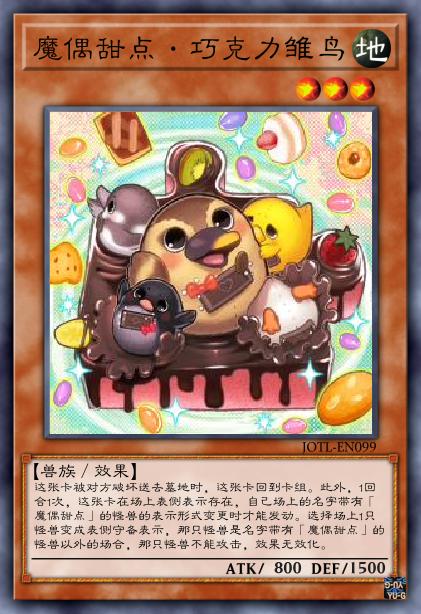 魔偶甜点·巧克力雏鸟
地
JOTL-EN099
【兽族／效果】
这张卡被对方破坏送去墓地时，这张卡回到卡组。此外，1回
合1次，这张卡在场上表侧表示存在，自己场上的名字带有「
魔偶甜点」的怪兽的表示形式变更时才能发动。选择场上1只
怪兽变成表侧守备表示，那只怪兽是名字带有「魔偶甜点」的
怪兽以外的场合，那只怪兽不能攻击，效果无效化。
ATK/ 800 DEF/1500